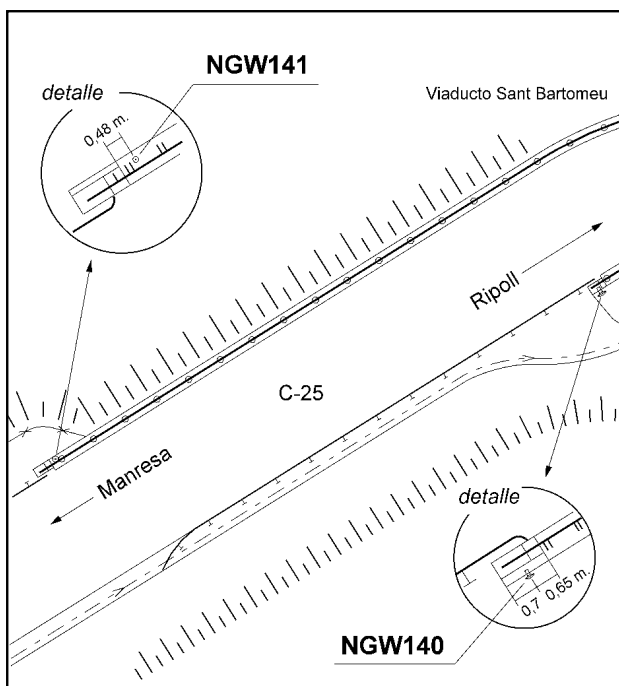 NGW141
detalle
Viaducto Sant Bartomeu
0,48 m.
Ripoll
C-25
Manresa
detalle
0,65 m.
0,7
NGW140